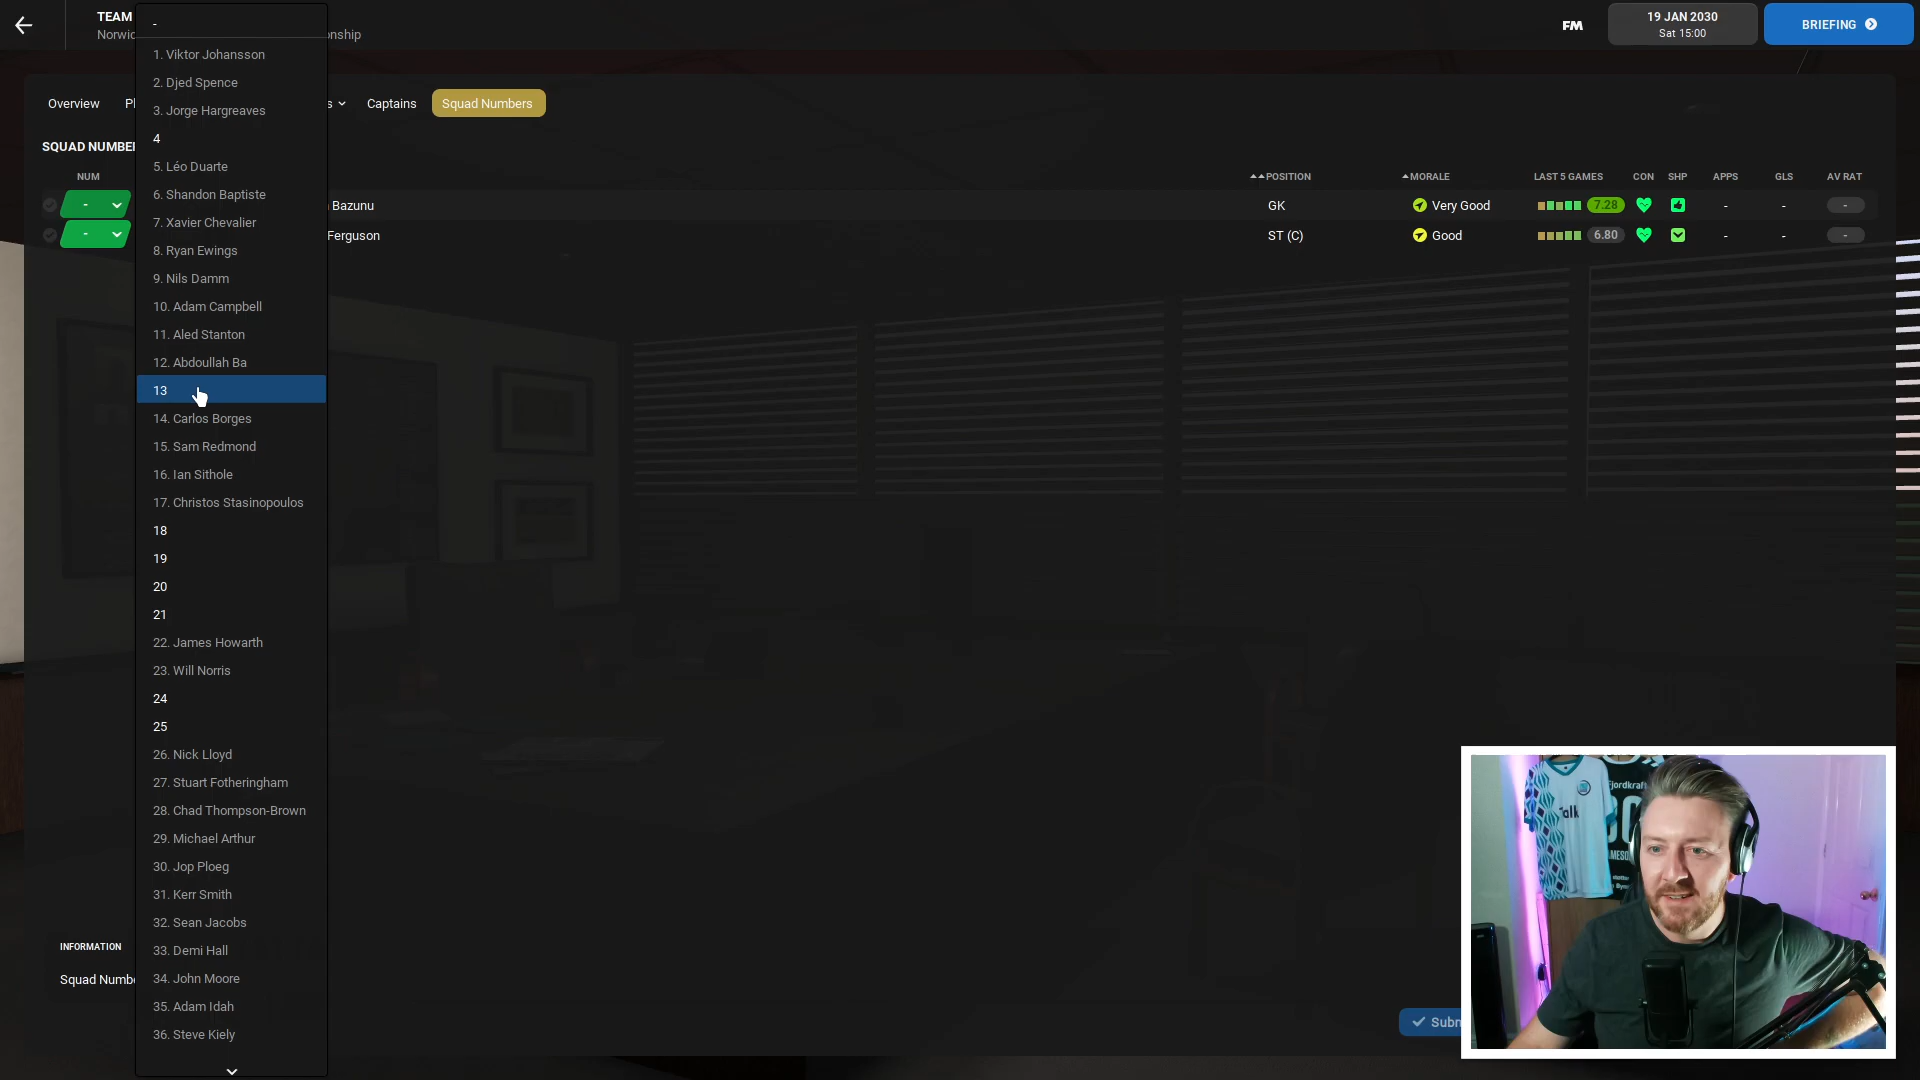 TEAM
Norwic
onship
FM
19 JAN 2030
Sat 15:00
BRIEFING
Overview
Pl
s
Captains
Squad Numbers
SQUAD NUMBE
NUM
POSITION
MORALE
LAST 5 GAMES
CON
SHP
APPS
GLS
AV RAT
-
Bazunu
GK
Very Good
7.28
-
-
-
-
Ferguson
ST (C)
Good
6.80
-
-
-
-
1. Viktor Johansson
2. Djed Spence
3. Jorge Hargreaves
4
5. Léo Duarte
6. Shandon Baptiste
7. Xavier Chevalier
8. Ryan Ewings
9. Nils Damm
10. Adam Campbell
11. Aled Stanton
12. Abdoullah Ba
13
14. Carlos Borges
15. Sam Redmond
16. Ian Sithole
17. Christos Stasinopoulos
18
19
20
21
22. James Howarth
23. Will Norris
24
25
26. Nick Lloyd
27. Stuart Fotheringham
28. Chad Thompson-Brown
29. Michael Arthur
30. Jop Ploeg
31. Kerr Smith
32. Sean Jacobs
33. Demi Hall
34. John Moore
35. Adam Idah
36. Steve Kiely
INFORMATION
Squad Numbe
Subm
Fjordkraft
Talk